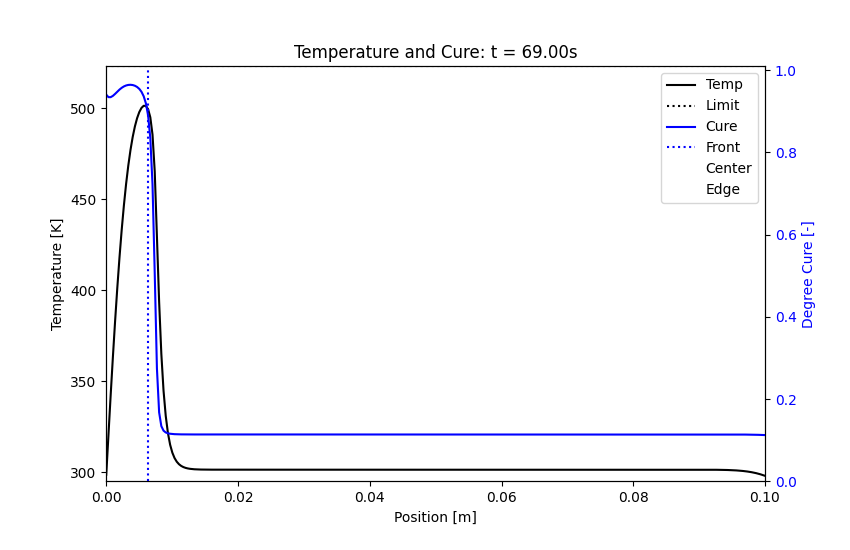 Temperature and Cure: t = 69.00s
Temp
Limit
Cure
Front
Center
Edge
500
450
400
350
300
Temperature [K]
1.0
0.8
0.6
0.4
0.2
0.0
Degree Cure [-]
0.00 0.02 0.04 0.06 0.08 0.10
Position [m]